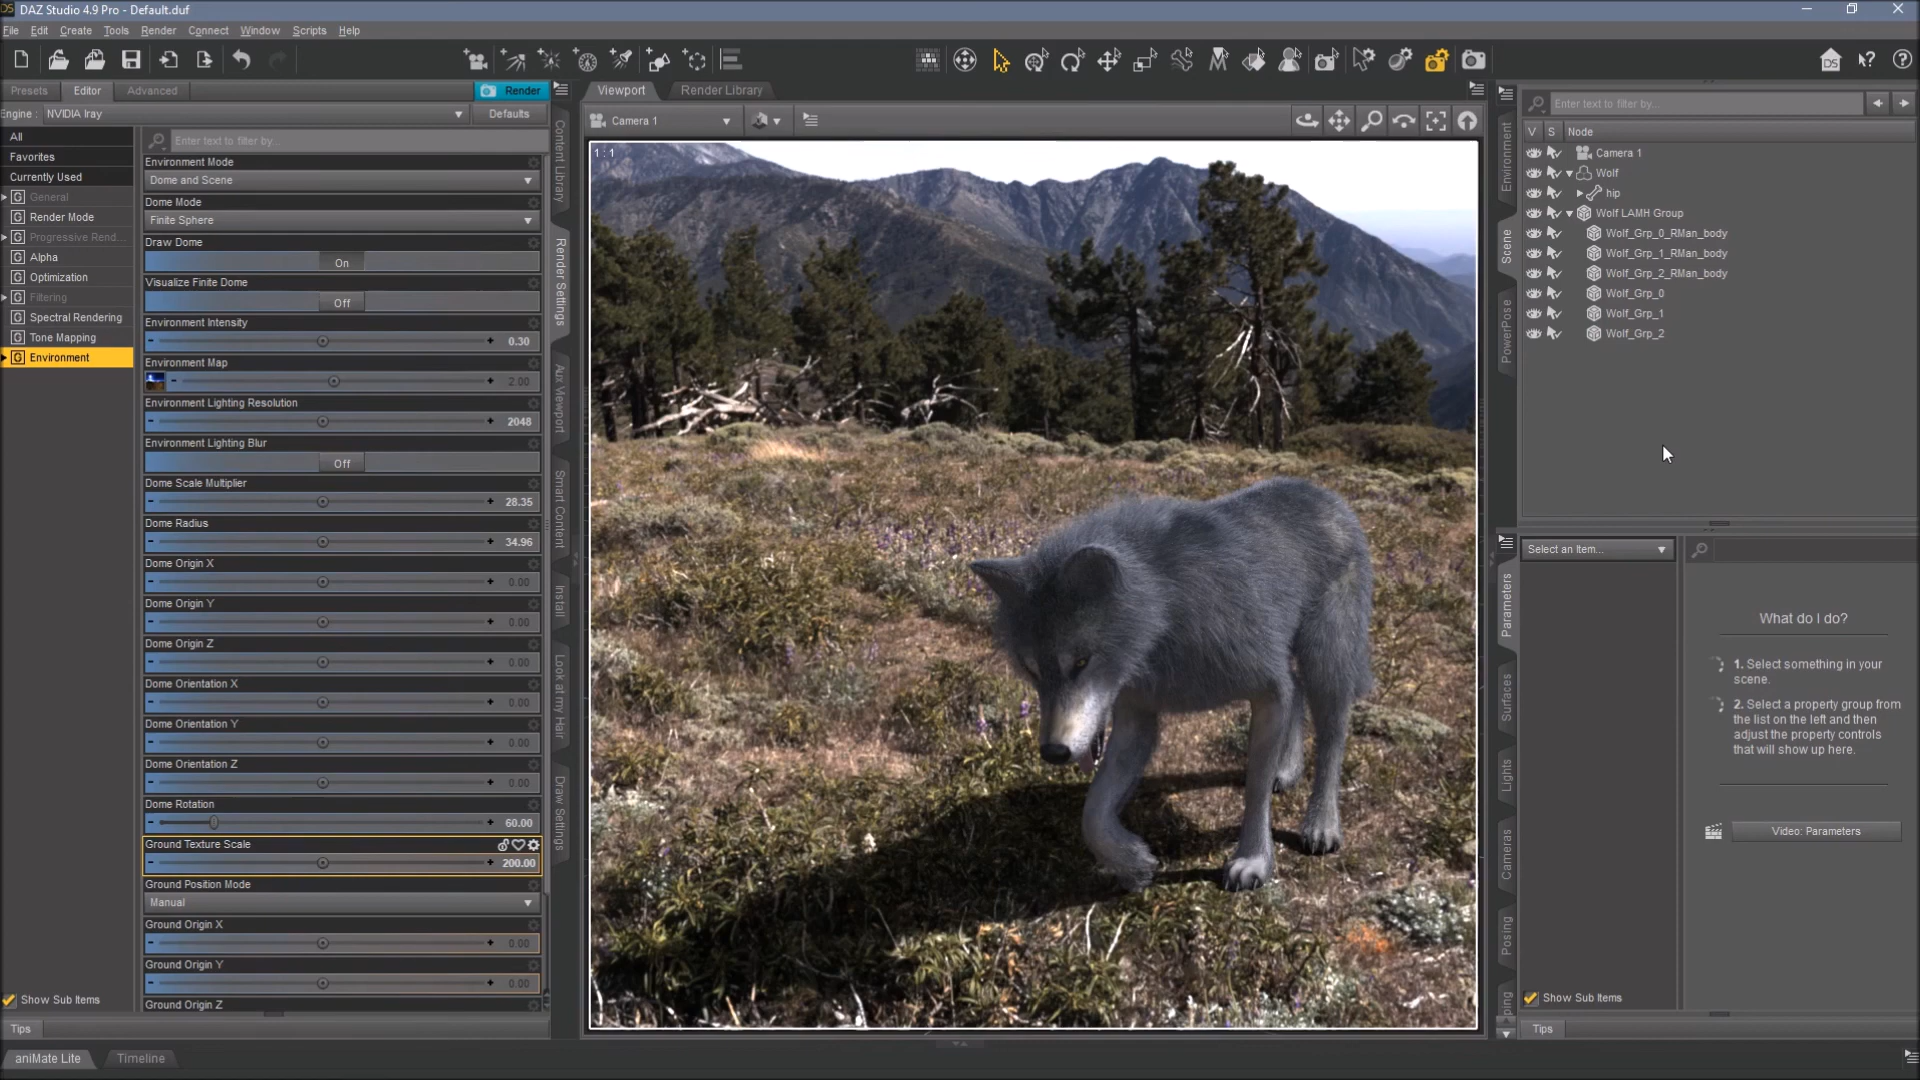 DAZ Studio 4.9 Pro - Default.duf
File Edit Create Tools Render Connect Window Scripts Help
Presets Editor Advanced Render
Engine : NVIDIA Iray Defaults
All
Favorites
Currently Used
General
Render Mode
Progressive Rend...
Alpha
Optimization
Filtering
Spectral Rendering
Tone Mapping
Environment
Show Sub Items
Tips
Enter text to filter by...
Environment Mode
Dome and Scene
Dome Mode
Finite Sphere
Draw Dome
On
Visualize Finite Dome
Off
Environment Intensity
0.30
Environment Map
2.00
Environment Lighting Resolution
2048
Environment Lighting Blur
Off
Dome Scale Multiplier
28.35
Dome Radius
34.96
Dome Origin X
0.00
Dome Origin Y
0.00
Dome Origin Z
0.00
Dome Orientation X
0.00
Dome Orientation Y
0.00
Dome Orientation Z
0.00
Dome Rotation
60.00
Ground Texture Scale
200.00
Ground Position Mode
Manual
Ground Origin X
0.00
Ground Origin Y
0.00
Ground Origin Z
Content Library
Render Settings
Aux Viewport
Smart Content
Install
Look at my Hair
Draw Settings
Viewport Render Library
Camera 1
1 : 1
Environment
Scene
PowerPose
Enter text to filter by...
V S Node
Camera 1
Wolf
hip
Wolf LAMH Group
Wolf_Grp_0_RMan_body
Wolf_Grp_1_RMan_body
Wolf_Grp_2_RMan_body
Wolf_Grp_0
Wolf_Grp_1
Wolf_Grp_2
Parameters
Surfaces
Lights
Cameras
Posing
Select an Item...
What do I do?
1. Select something in your
scene.
2. Select a property group from
the list on the left and then
adjust the property controls
that will show up here.
Video: Parameters
Show Sub Items
Tips
aniMate Lite Timeline